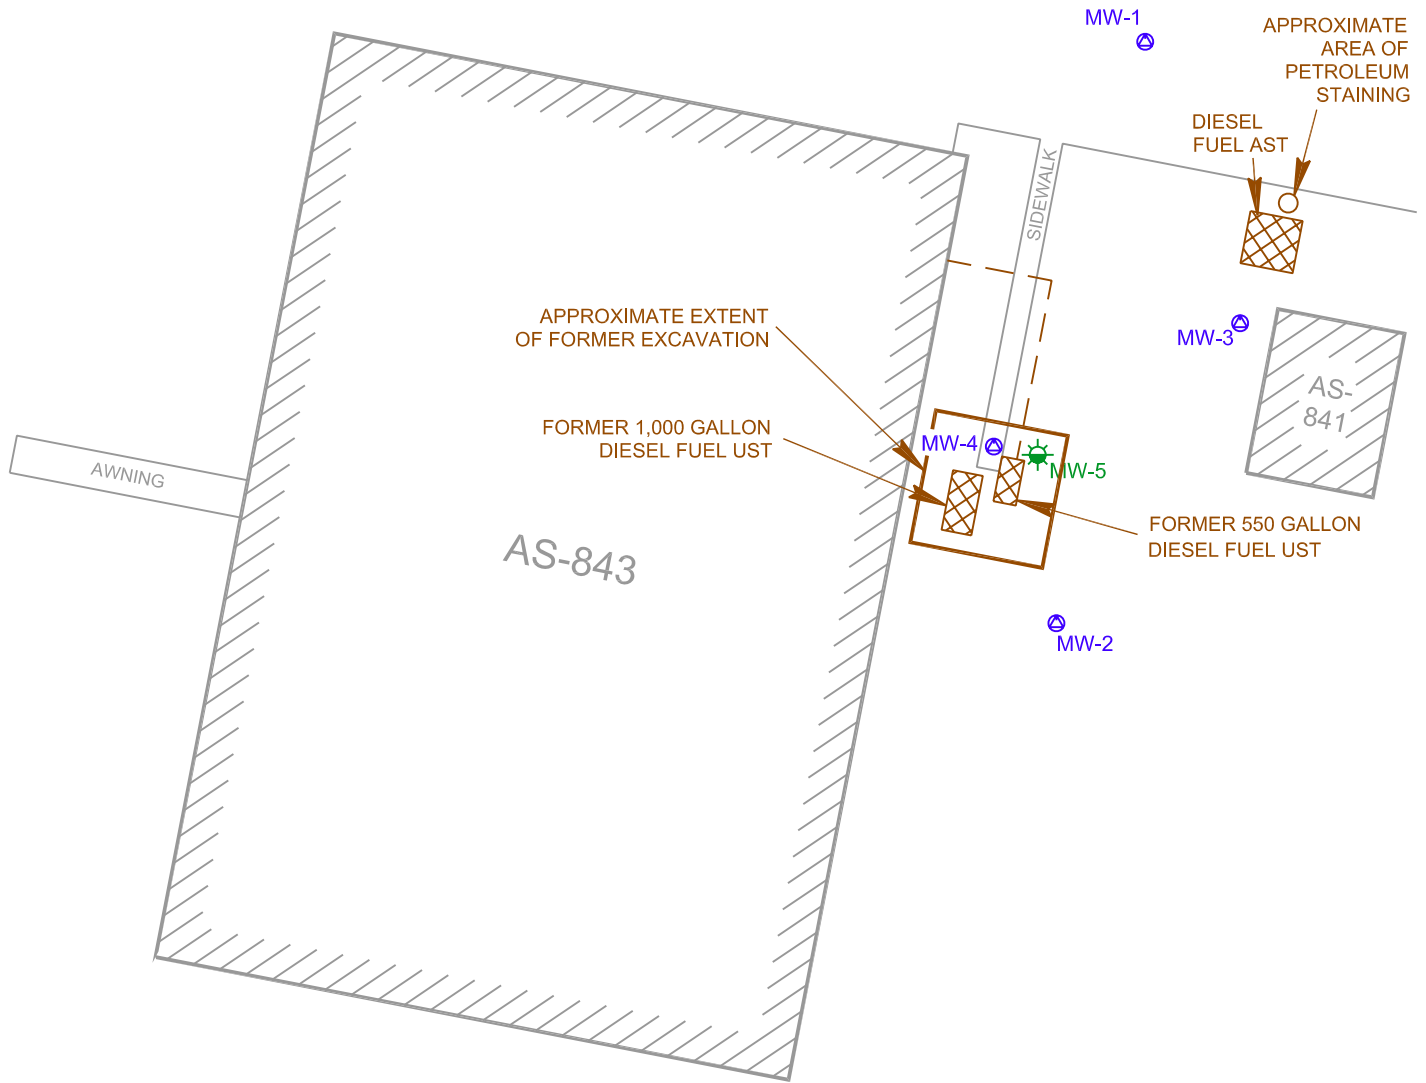 MW-1
APPROXIMATE
AREA OF
PETROLEUM
STAINING
DIESEL
FUEL AST
SIDEWALK
APPROXIMATE EXTENT
OF FORMER EXCAVATION
MW-3
AS-
841
FORMER 1,000 GALLON
DIESEL FUEL UST
MW-4
MW-5
AWNING
FORMER 550 GALLON
DIESEL FUEL UST
AS-843
MW-2